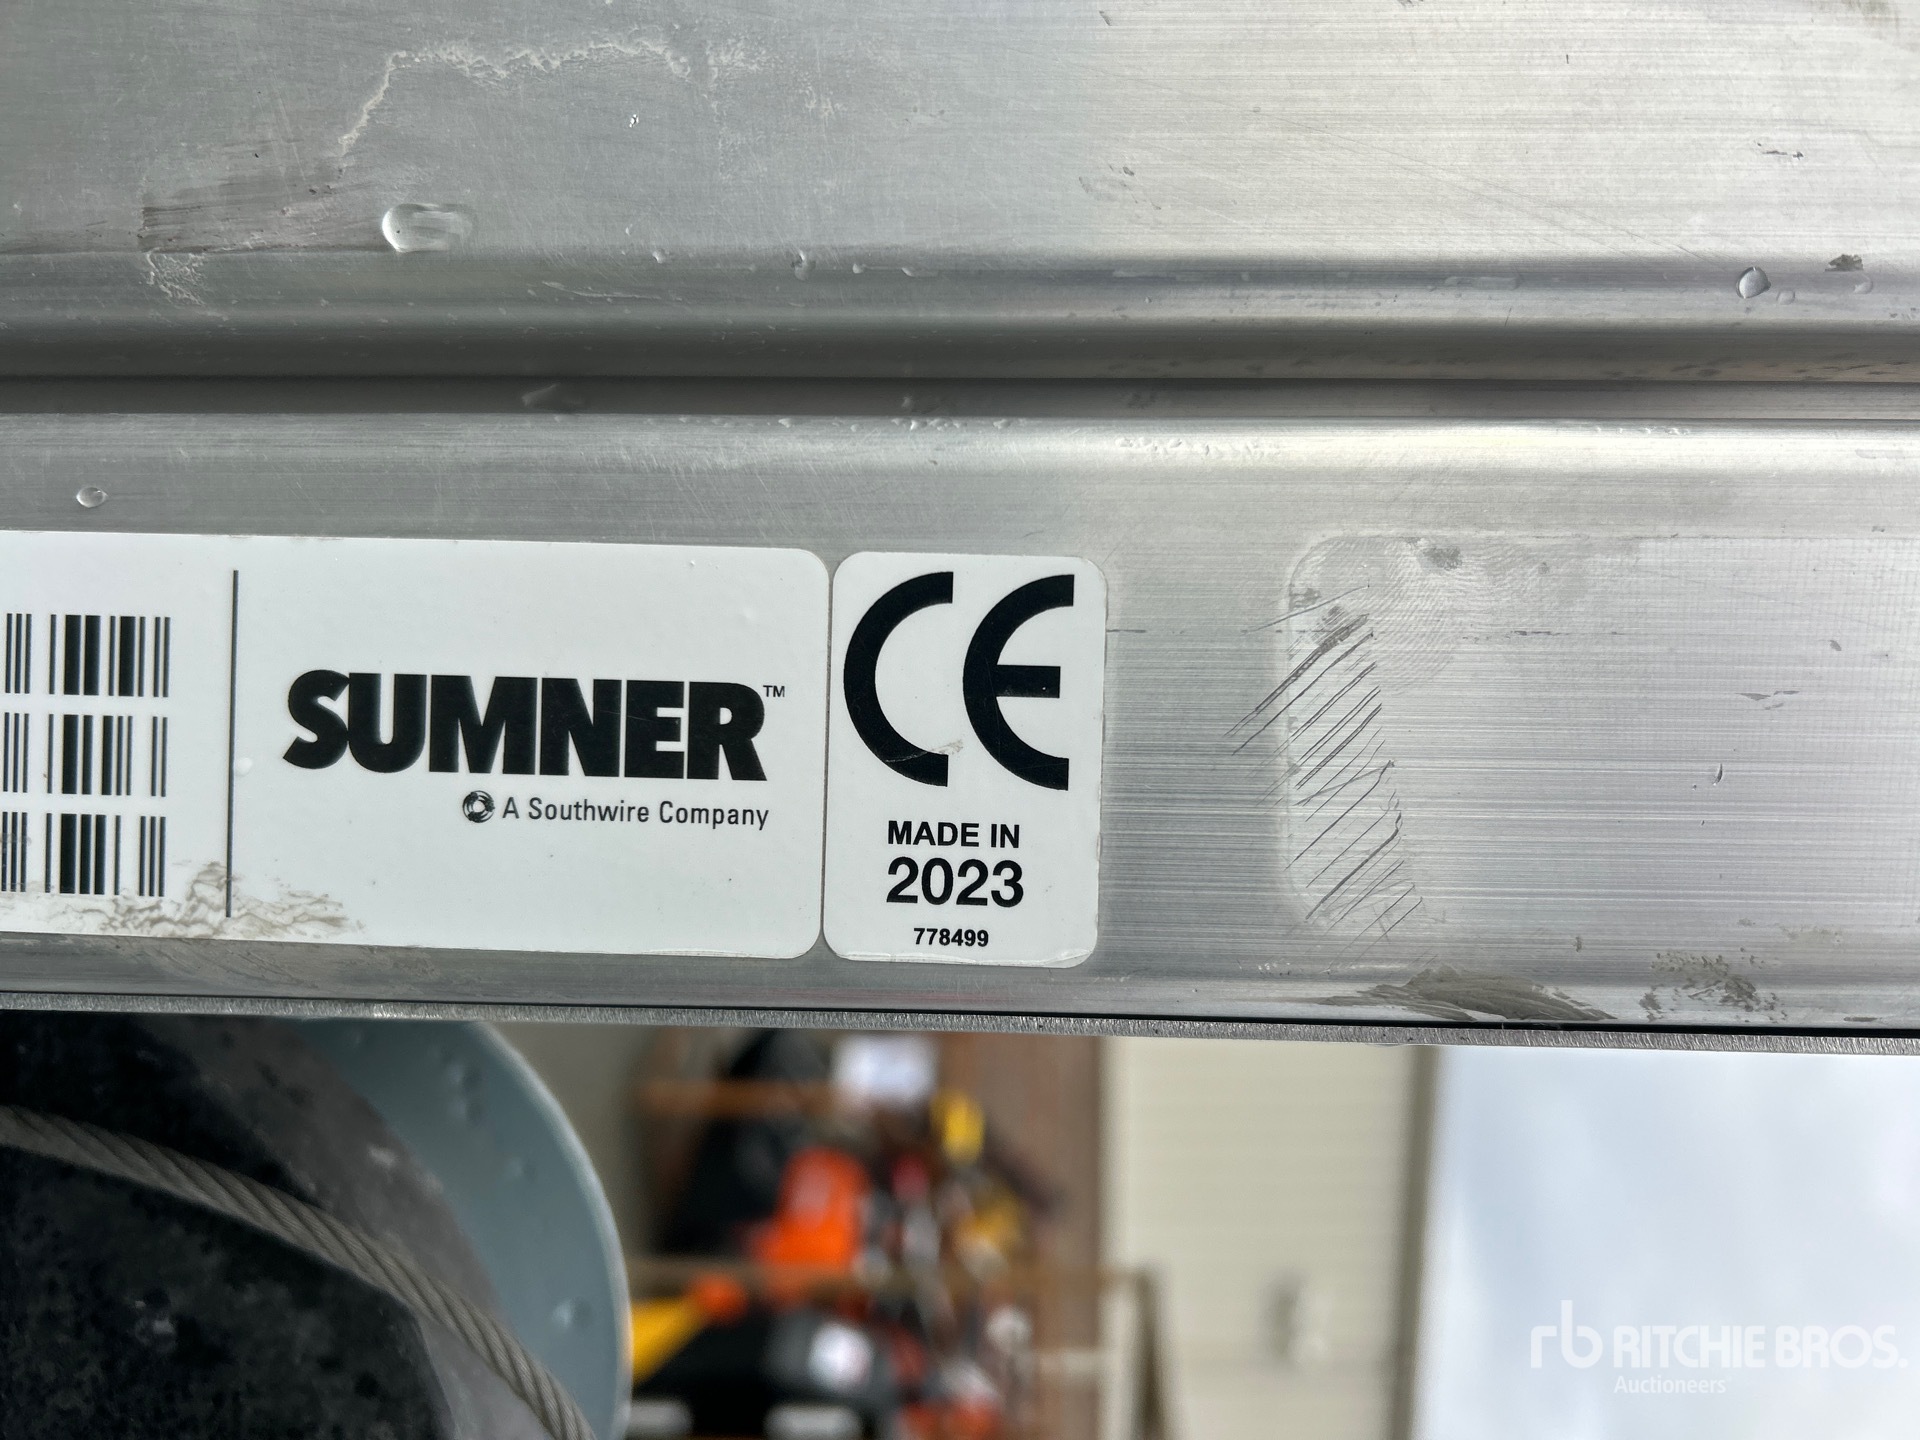 SUMNER™
A Southwire Company
CE
MADE IN
2023
778499
rb RITCHIE BROS.
Auctioneers